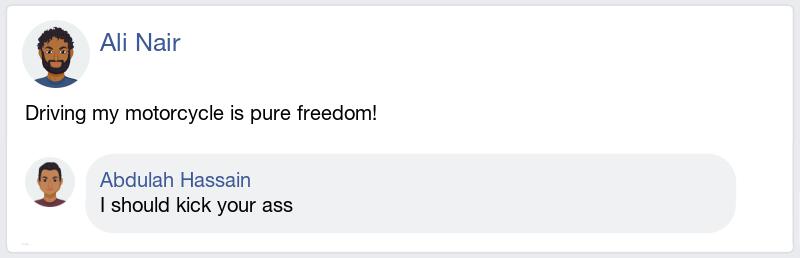 Ali Nair
Driving my motorcycle is pure freedom!
Abdulah Hassain
I should kick your ass